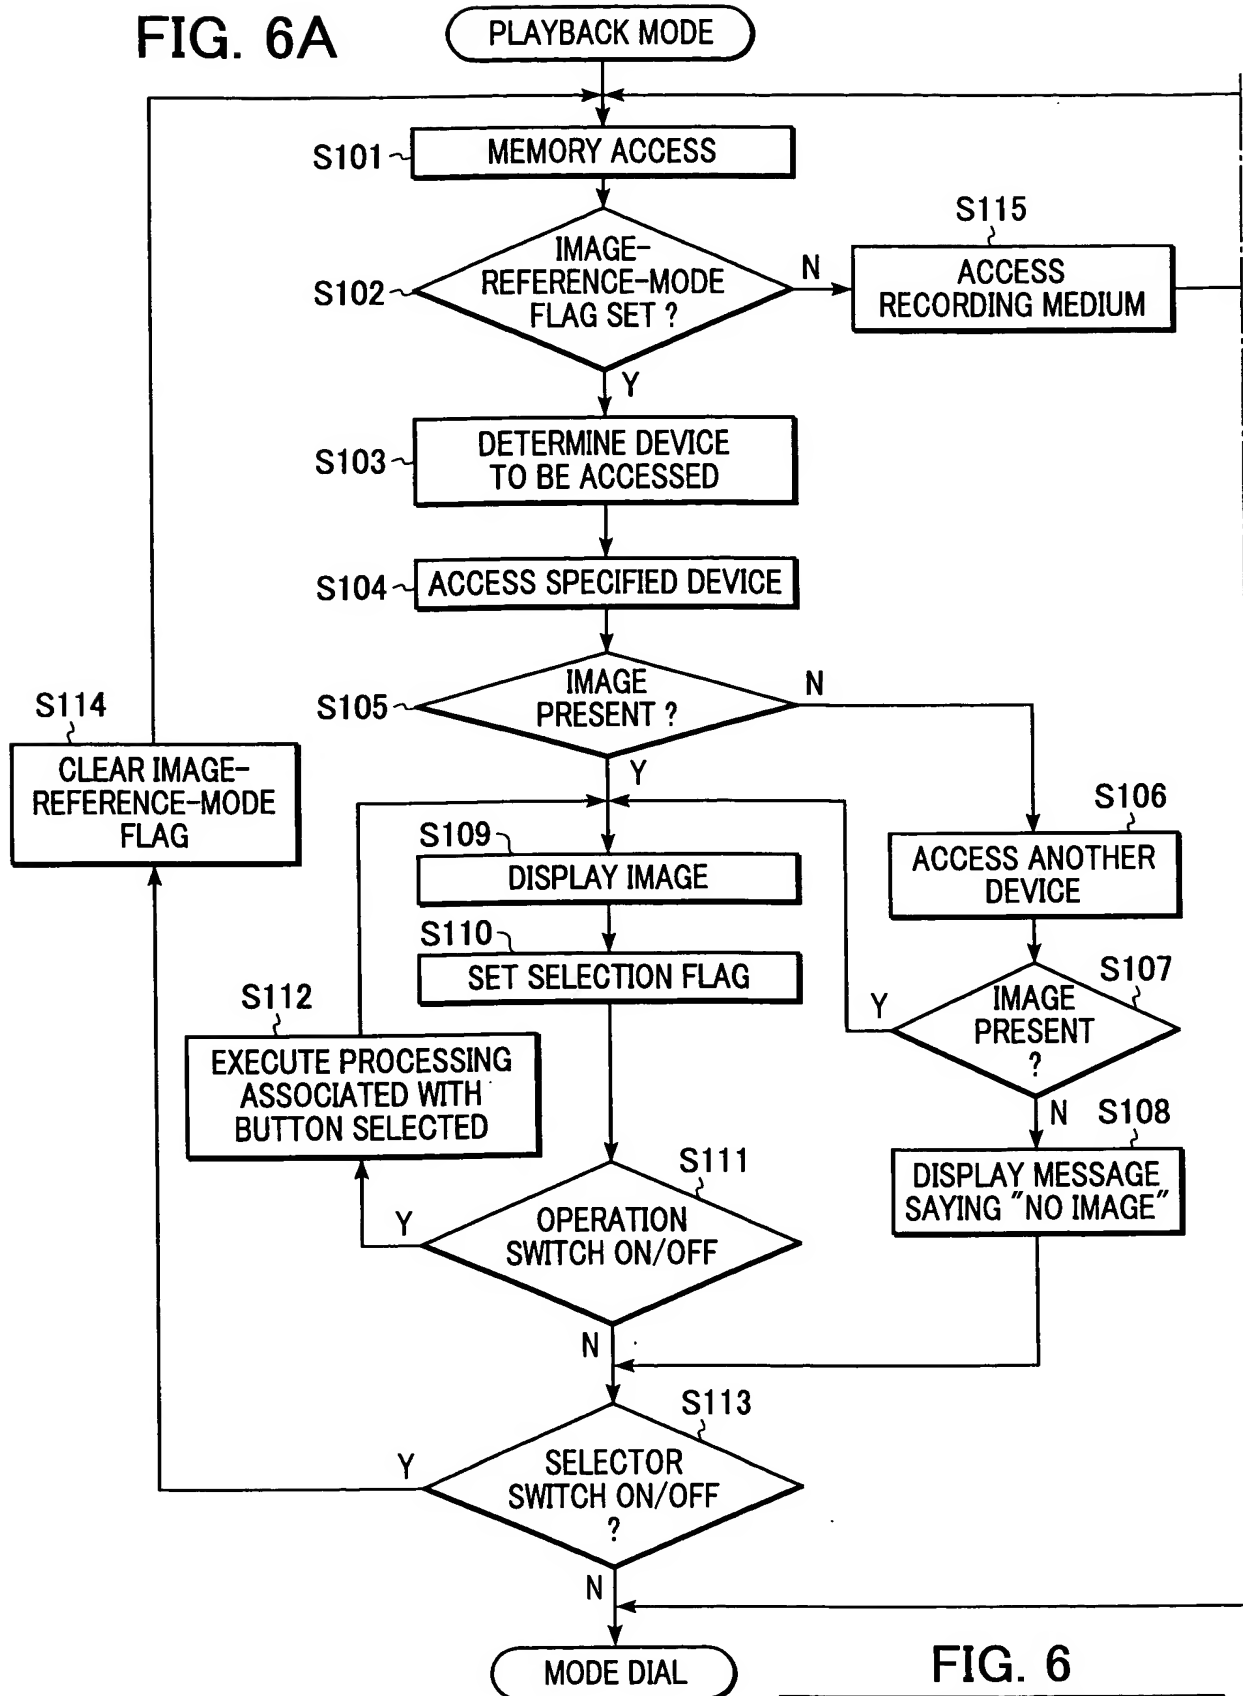 FIG. 6A
PLAYBACK MODE
S101
MEMORY ACCESS
S102
IMAGE-
REFERENCE-MODE
FLAG SET ?
N
S115
ACCESS
RECORDING MEDIUM
Y
S103
DETERMINE DEVICE
TO BE ACCESSED
S104
ACCESS SPECIFIED DEVICE
S105
IMAGE
PRESENT ?
N
Y
S114
CLEAR IMAGE-
REFERENCE-MODE
FLAG
S106
ACCESS ANOTHER
DEVICE
S109
DISPLAY IMAGE
S110
SET SELECTION FLAG
S107
IMAGE
PRESENT
?
Y
N
S112
EXECUTE PROCESSING
ASSOCIATED WITH
BUTTON SELECTED
S108
DISPLAY MESSAGE
SAYING "NO IMAGE"
S111
OPERATION
SWITCH ON/OFF
Y
N
S113
SELECTOR
SWITCH ON/OFF
?
Y
N
MODE DIAL
FIG. 6